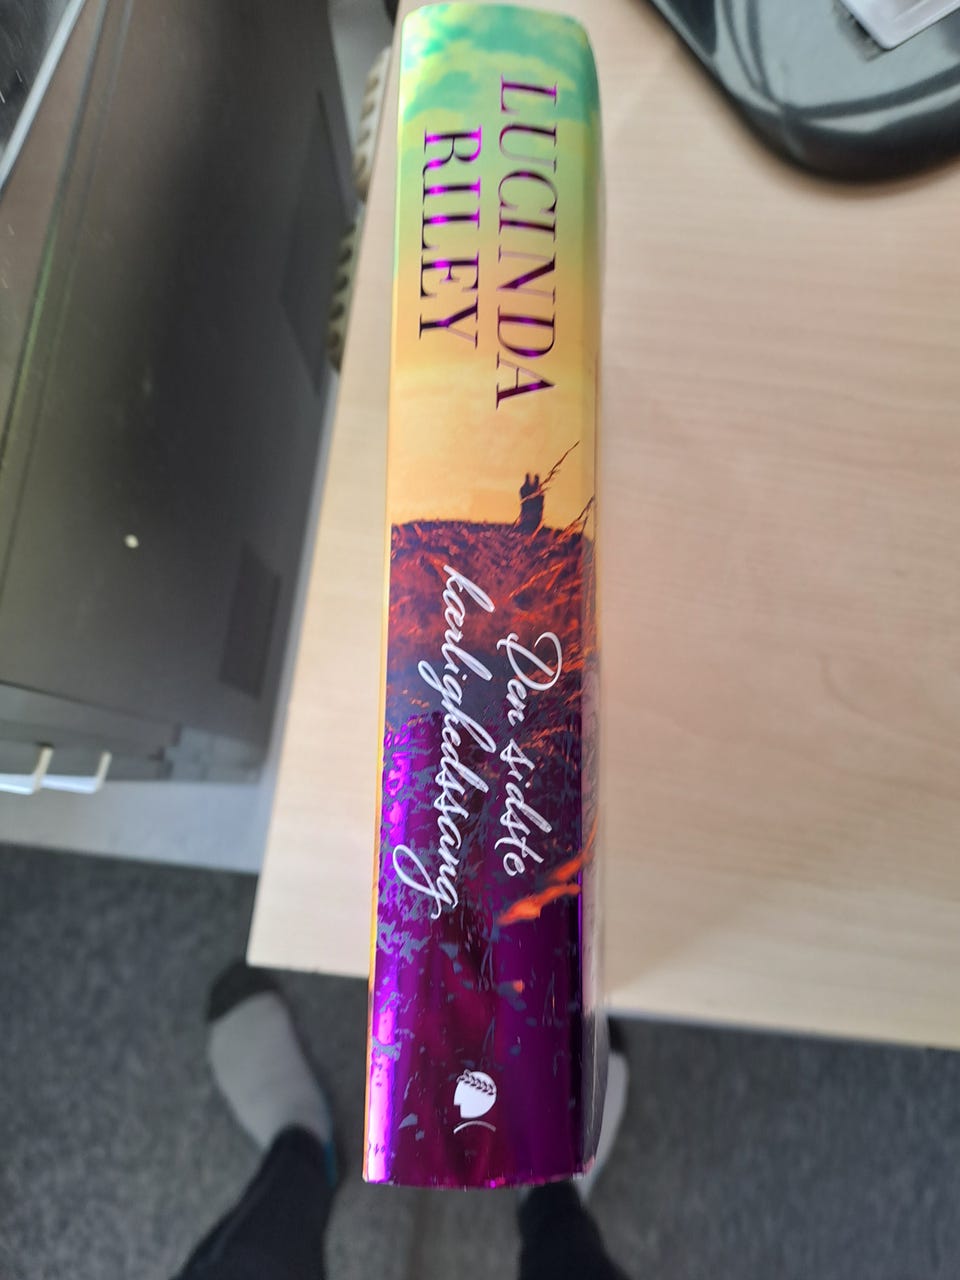 LUCINDA
RILEY
Den sidste
kærlighedssang